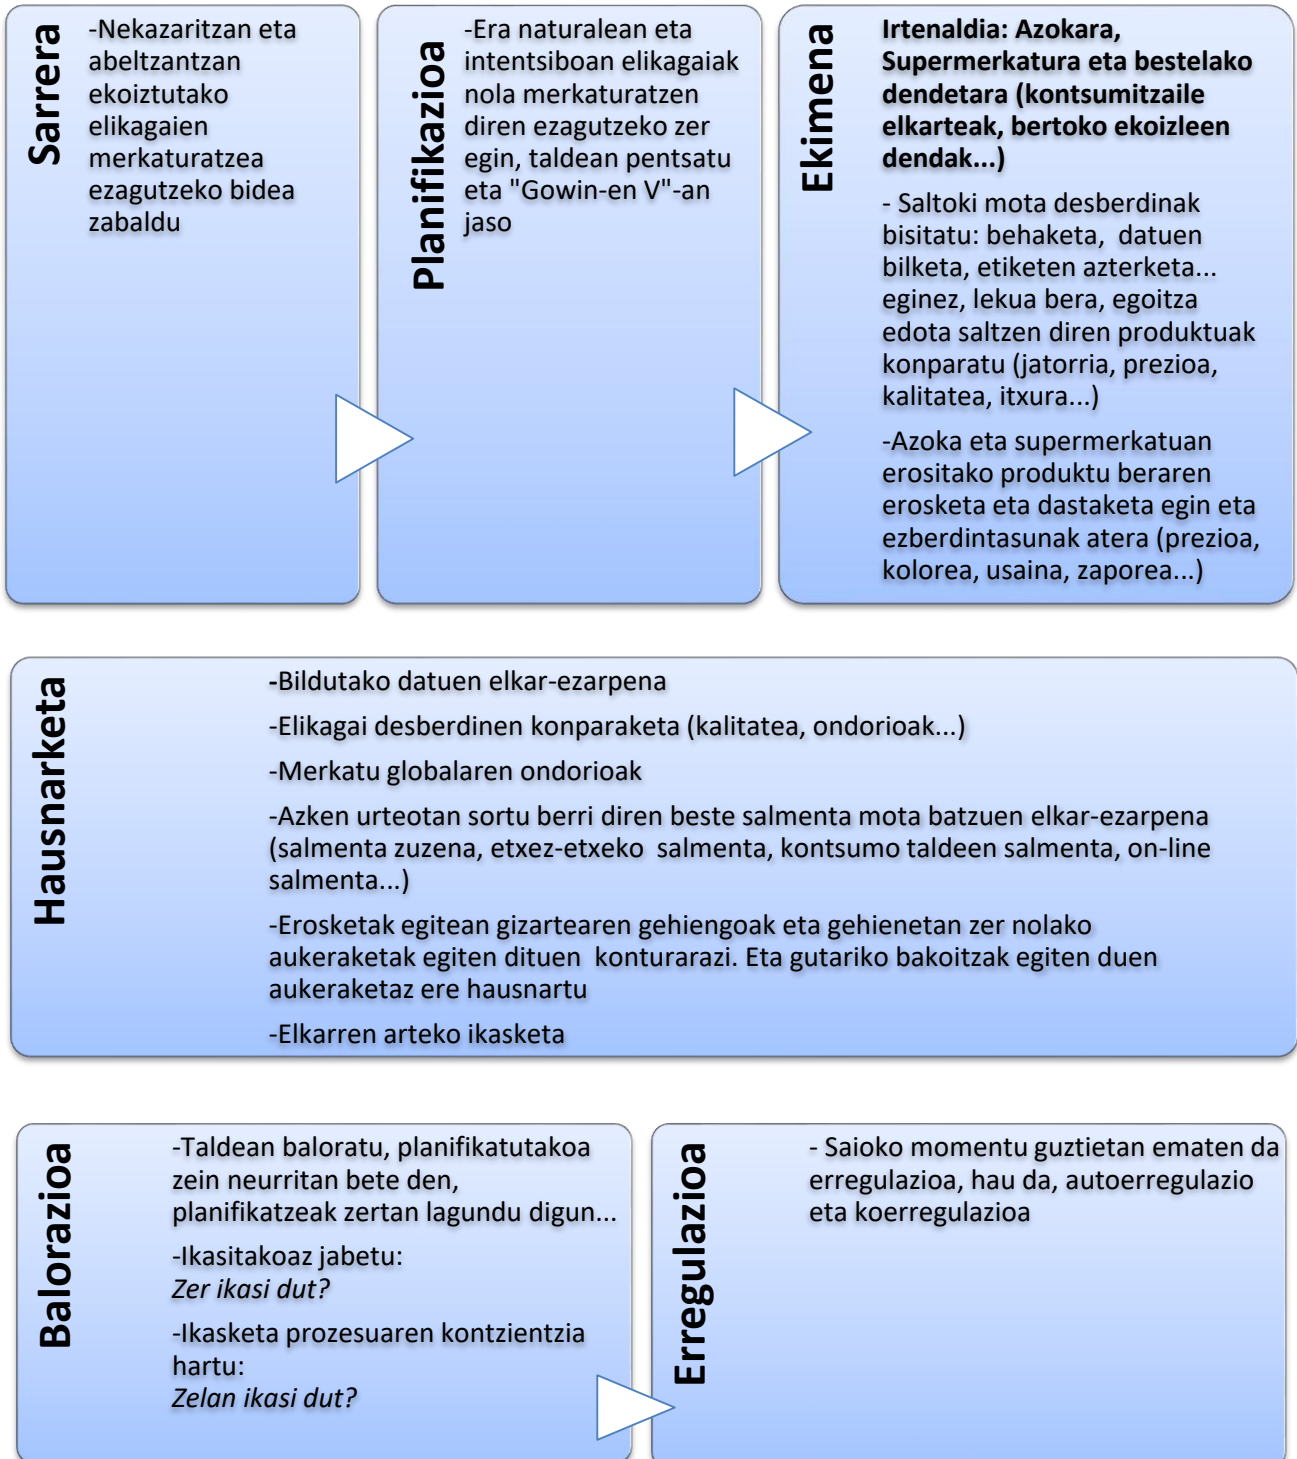 Sarrera
-Nekazaritzan eta
abeltzantzan
ekoiztutako
elikagaien
merkaturatzea
ezagutzeko bidea
zabaldu
Planifikazioa
-Era naturalean eta
intentsiboan elikagaiak
nola merkaturatzen
diren ezagutzeko zer
egin, taldean pentsatu
eta "Gowin-en V"-an
jaso
Ekimena
Irtenaldia: Azokara,
Supermerkatura eta bestelako
dendetara (kontsumitzaile
elkarteak, bertoko ekoizleen
dendak...)
- Saltoki mota desberdinak
bisitatu: behaketa, datuen
bilketa, etiketen azterketa...
eginez, lekua bera, egoitza
edota saltzen diren produktuak
konparatu (jatorria, prezioa,
kalitatea, itxura...)
-Azoka eta supermerkatuan
erositako produktu beraren
erosketa eta dastaketa egin eta
ezberdintasunak atera (prezioa,
kolorea, usaina, zaporea...)
Hausnarketa
-Bildutako datuen elkar-ezarpena
-Elikagai desberdinen konparaketa (kalitatea, ondorioak...)
-Merkatu globalaren ondorioak
-Azken urteotan sortu berri diren beste salmenta mota batzuen elkar-ezarpena
(salmenta zuzena, etxez-etxeko salmenta, kontsumo taldeen salmenta, on-line
salmenta...)
-Erosketak egitean gizartearen gehiengoak eta gehienetan zer nolako
aukeraketak egiten dituen konturarazi. Eta gutariko bakoitzak egiten duen
aukeraketaz ere hausnartu
-Elkarren arteko ikasketa
Balorazioa
-Taldean baloratu, planifikatutakoa
zein neurritan bete den,
planifikatzeak zertan lagundu digun...
-Ikasitakoaz jabetu:
Zer ikasi dut?
-Ikasketa prozesuaren kontzientzia
hartu:
Zelan ikasi dut?
Erregulazioa
- Saioko momentu guztietan ematen da
erregulazioa, hau da, autoerregulazio
eta koerregulazioa